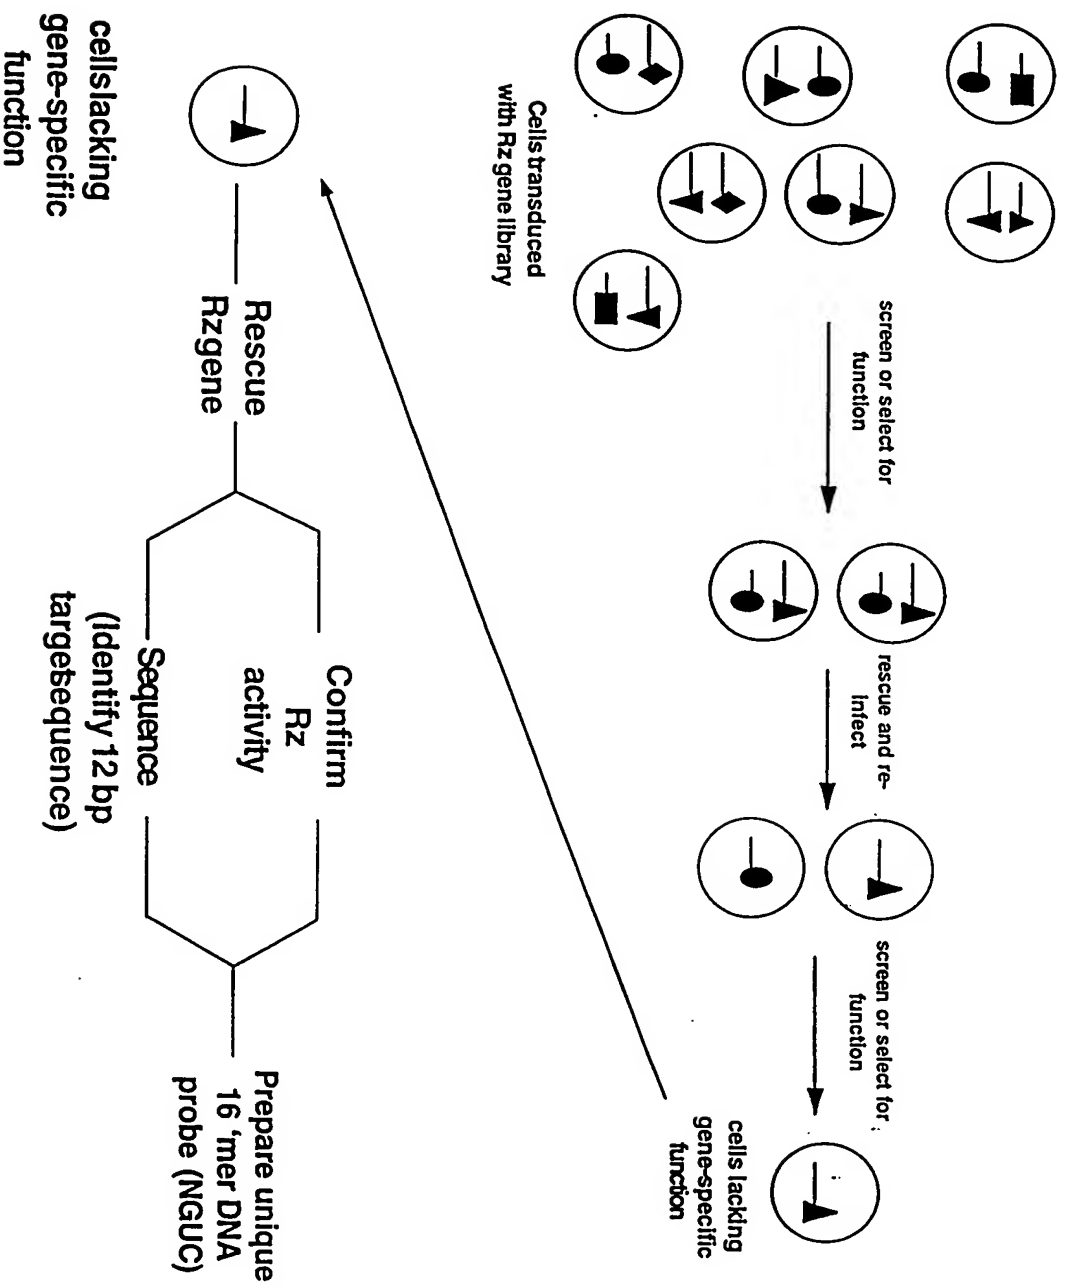 Cells transduced
with Rz gene library
screen or select for
function
rescue and re-
infect
screen or select for
function
cells lacking
gene-specific
function
cellslacking
gene-specific
function
Rescue
Rzgene
Confirm
Rz
activity
Sequence
(Identify 12 bp
targetsequence)
Prepare unique
16 'mer DNA
probe (NGUC)